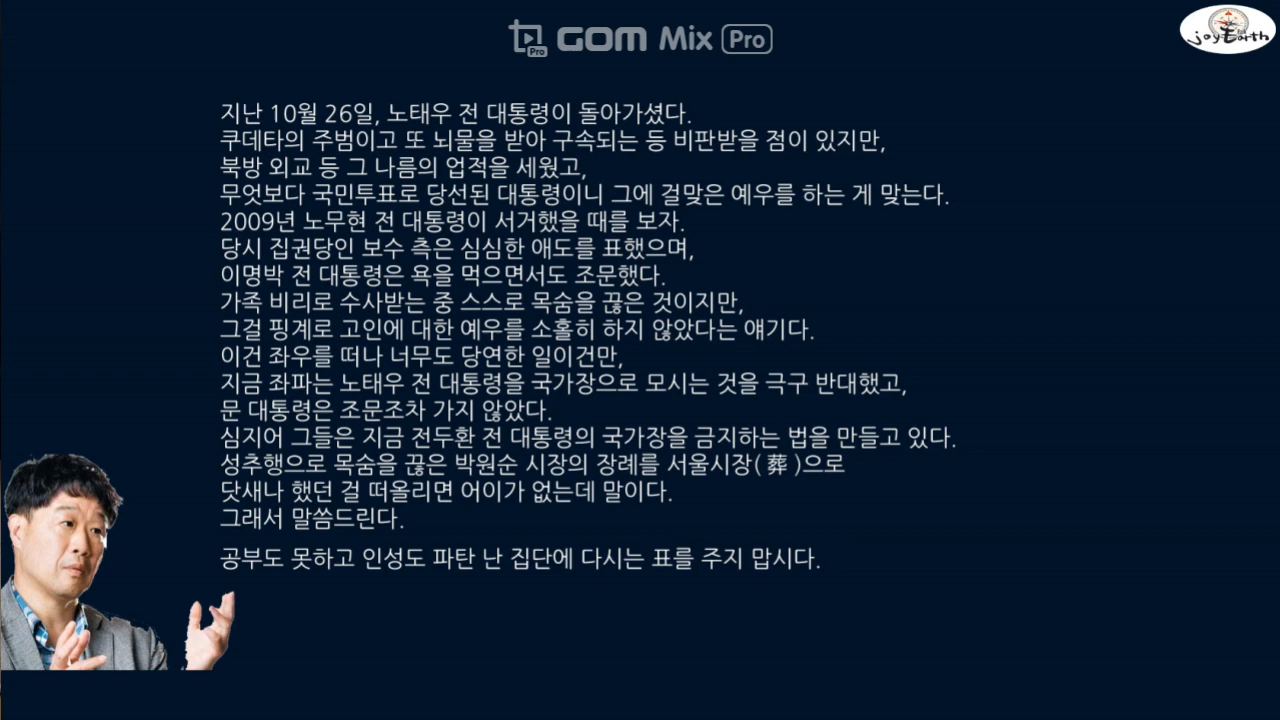 GOM Mix Pro
Pro
joyEarth
지난 10월 26일, 노태우 전 대통령이 돌아가셨다.
쿠데타의 주범이고 또 뇌물을 받아 구속되는 등 비판받을 점이 있지만,
북방 외교 등 그 나름의 업적을 세웠고,
무엇보다 국민투표로 당선된 대통령이니 그에 걸맞은 예우를 하는 게 맞는다.
2009년 노무현 전 대통령이 서거했을 때를 보자.
당시 집권당인 보수 측은 심심한 애도를 표했으며,
이명박 전 대통령은 욕을 먹으면서도 조문했다.
가족 비리로 수사받는 중 스스로 목숨을 끊은 것이지만,
그걸 핑계로 고인에 대한 예우를 소홀히 하지 않았다는 얘기다.
이건 좌우를 떠나 너무도 당연한 일이건만,
지금 좌파는 노태우 전 대통령을 국가장으로 모시는 것을 극구 반대했고,
문 대통령은 조문조차 가지 않았다.
심지어 그들은 지금 전두환 전 대통령의 국가장을 금지하는 법을 만들고 있다.
성추행으로 목숨을 끊은 박원순 시장의 장례를 서울시장( 葬 )으로
닷새나 했던 걸 떠올리면 어이가 없는데 말이다.
그래서 말씀드린다.
공부도 못하고 인성도 파탄 난 집단에 다시는 표를 주지 맙시다.